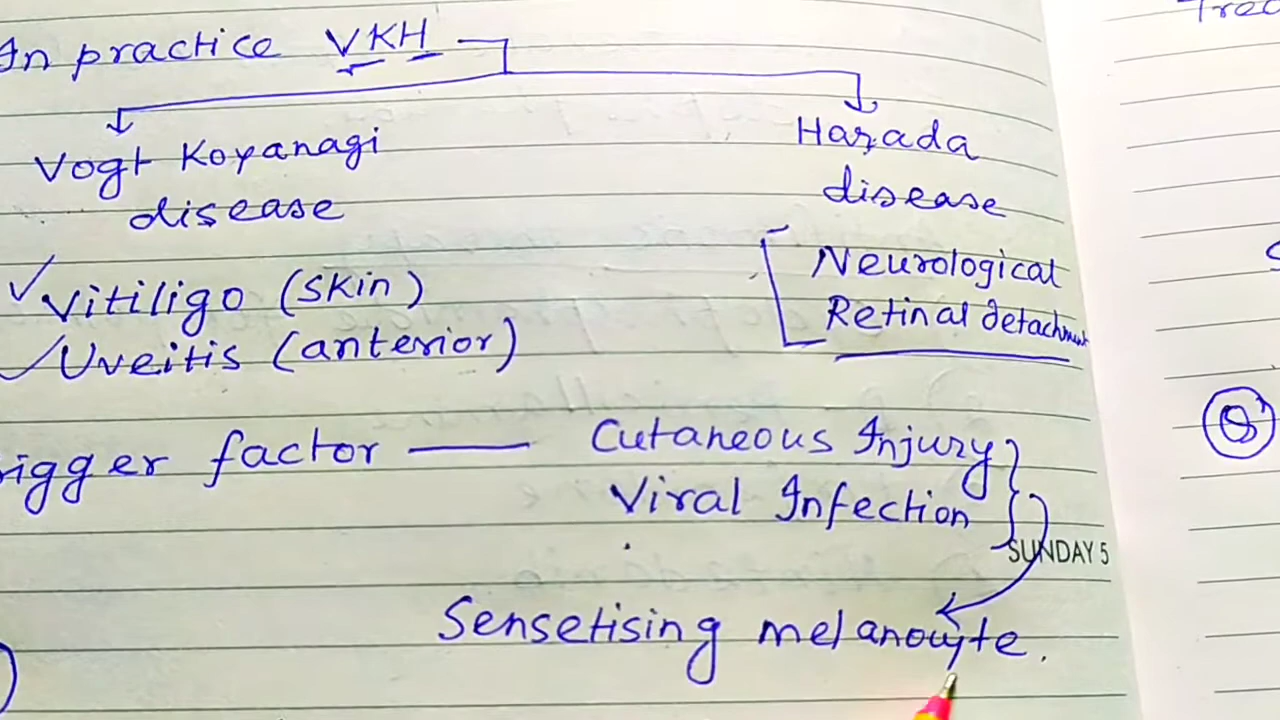 In practice VKH
Vogt Koyanagi
disease
Harada
disease
Vitiligo (skin)
Uveitis (anterior)
Neurological
Retinal detachment
rigger factor — Cutaneous Injury
Viral Infection
SUNDAY 5
Sensetising melanocyte.